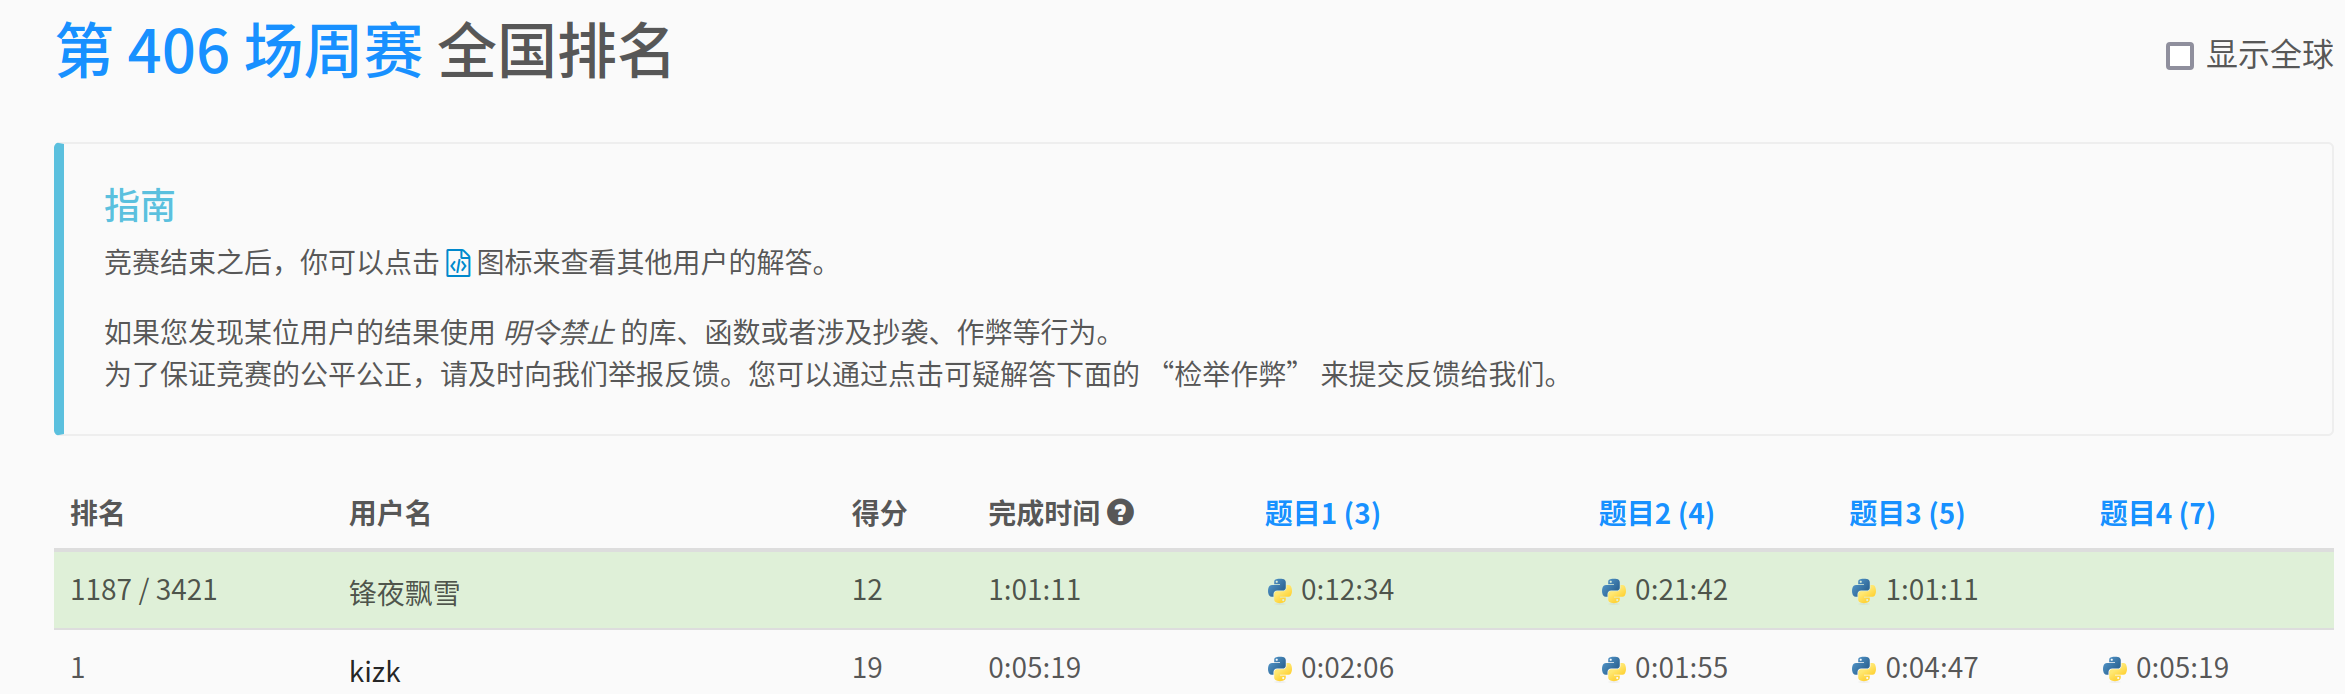 第 406 场周赛 全国排名
显示全球
指南
竞赛结束之后，你可以点击 图标来查看其他用户的解答。
如果您发现某位用户的结果使用 明令禁止 的库、函数或者涉及抄袭、作弊等行为。
为了保证竞赛的公平公正，请及时向我们举报反馈。您可以通过点击可疑解答下面的 “检举作弊” 来提交反馈给我们。
排名 用户名 得分 完成时间 题目1 (3) 题目2 (4) 题目3 (5) 题目4 (7)
1187 / 3421 锋夜飘雪 12 1:01:11 0:12:34 0:21:42 1:01:11
1 kizk 19 0:05:19 0:02:06 0:01:55 0:04:47 0:05:19